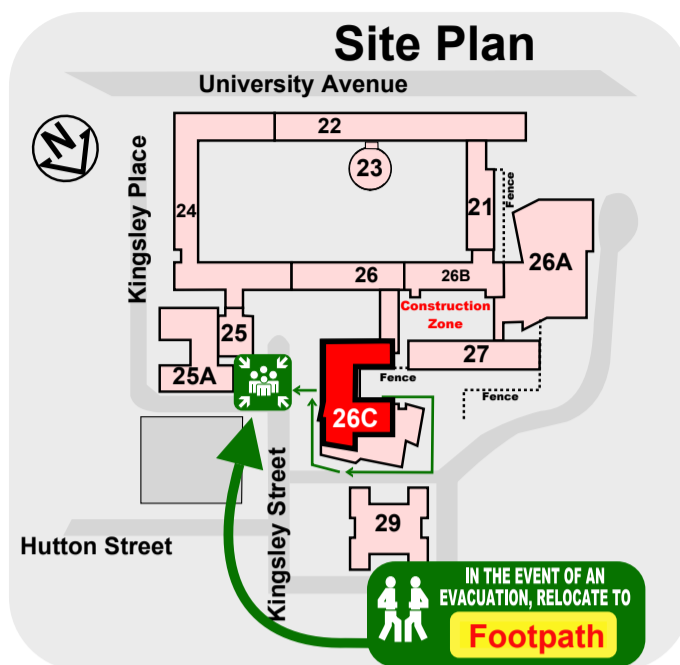 Site Plan
University Avenue
N
Kingsley Place
22
23
24
21
Fence
26A
26
26B
Construction
Zone
25
25A
27
Fence
Fence
26C
Kingsley Street
29
Hutton Street
IN THE EVENT OF AN
EVACUATION, RELOCATE TO
Footpath